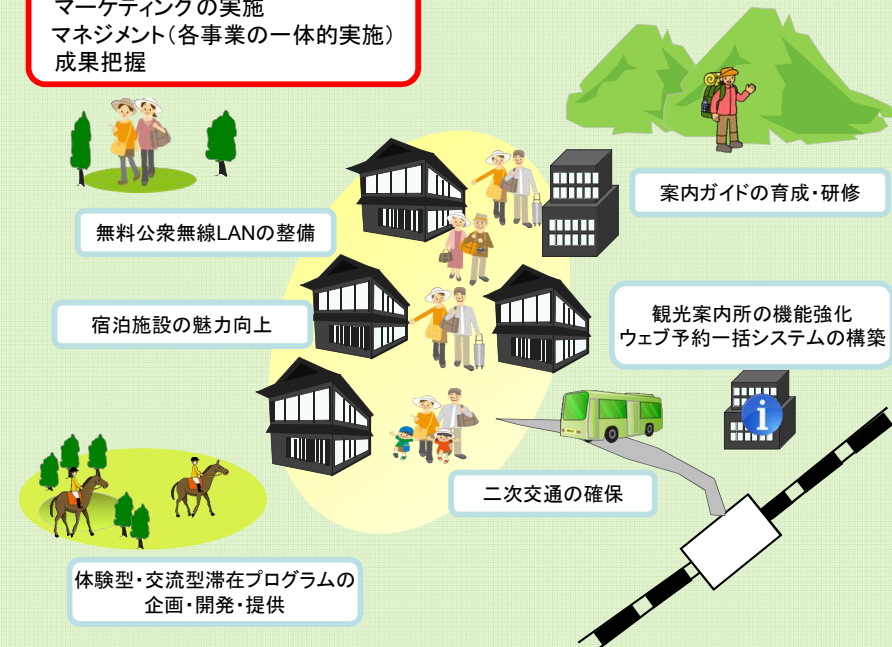 マーケティングの実施
マネジメント（各事業の一体的実施）
成果把握
無料公衆無線LANの整備
案内ガイドの育成・研修
宿泊施設の魅力向上
観光案内所の機能強化
ウェブ予約一括システムの構築
i
二次交通の確保
体験型・交流型滞在プログラムの
企画・開発・提供